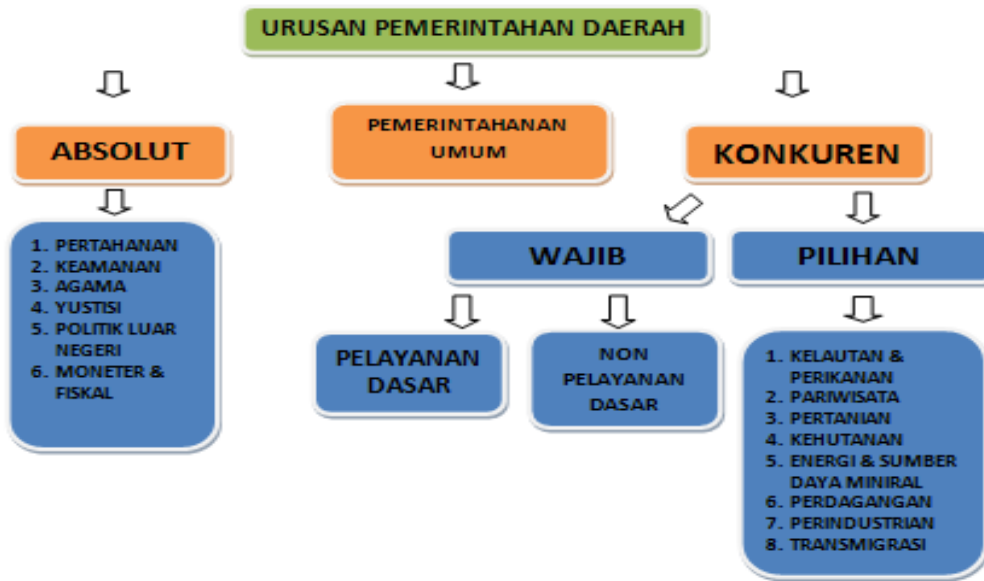 URUSAN PEMERINTAHAN DAERAH
ABSOLUT
PEMERINTAHANAN
UMUM
KONKUREN
1. PERTAHANAN
2. KEAMANAN
3. AGAMA
4. YUSTISI
5. POLITIK LUAR
NEGERI
6. MONETER &
FISKAL
WAJIB
PILIHAN
PELAYANAN
DASAR
NON
PELAYANAN
DASAR
1. KELAUTAN &
PERIKANAN
2. PARIWISATA
3. PERTANIAN
4. KEHUTANAN
5. ENERGI & SUMBER
DAYA MINIRAL
6. PERDAGANGAN
7. PERINDUSTRIAN
8. TRANSMIGRASI